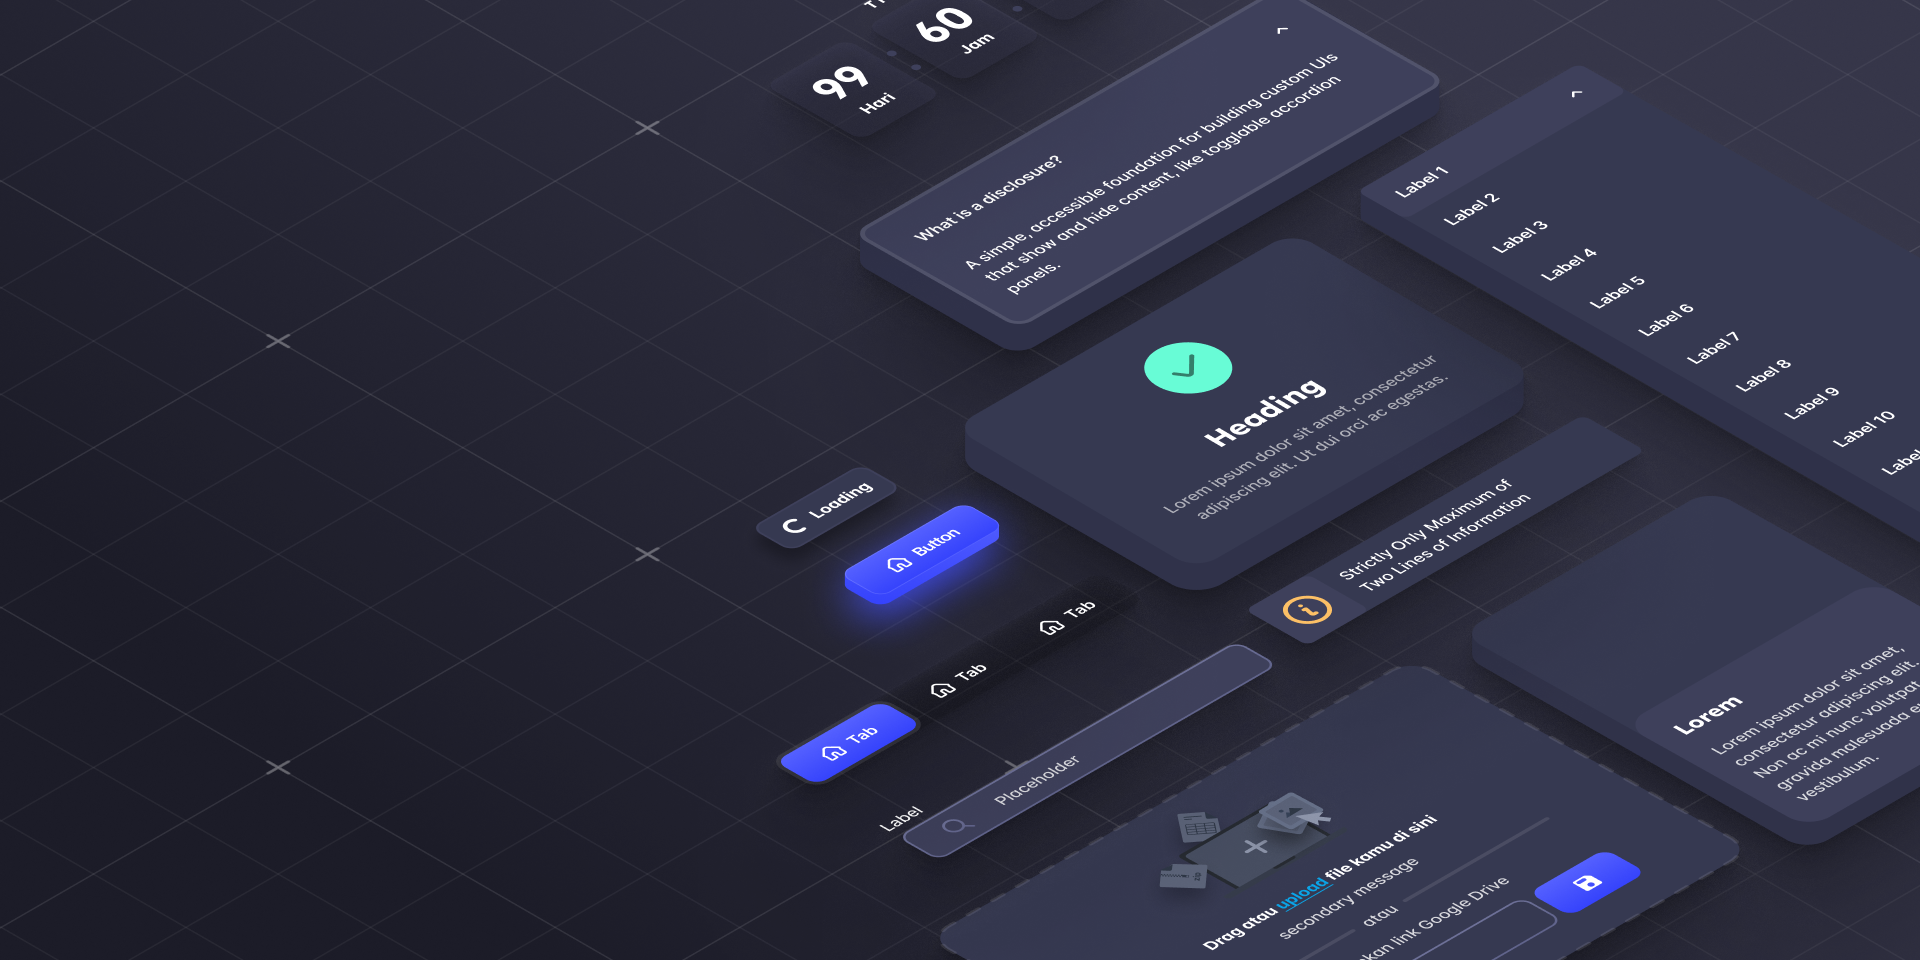 60
Jam
99
Hari
What is a disclosure?
A simple, accessible foundation for building custom UIs
that show and hide content, like togglable accordion
panels.
Label 1
Label 2
Label 3
Label 4
Label 5
Label 6
Label 7
Label 8
Label 9
Label 10
Label
Heading
Lorem ipsum dolor sit amet, consectetur
adipiscing elit. Ut dui orci ac egestas.
Loading
Button
Strictly Only Maximum of
Two Lines of Information
Tab
Tab
Tab
Label
Placeholder
Lorem
Lorem ipsum dolor sit amet,
consectetur adipiscing elit.
Non ac mi nunc volutpat
gravida malesuada
vestibulum.
Drag atau upload file kamu di sini
secondary message
atau
link Google Drive